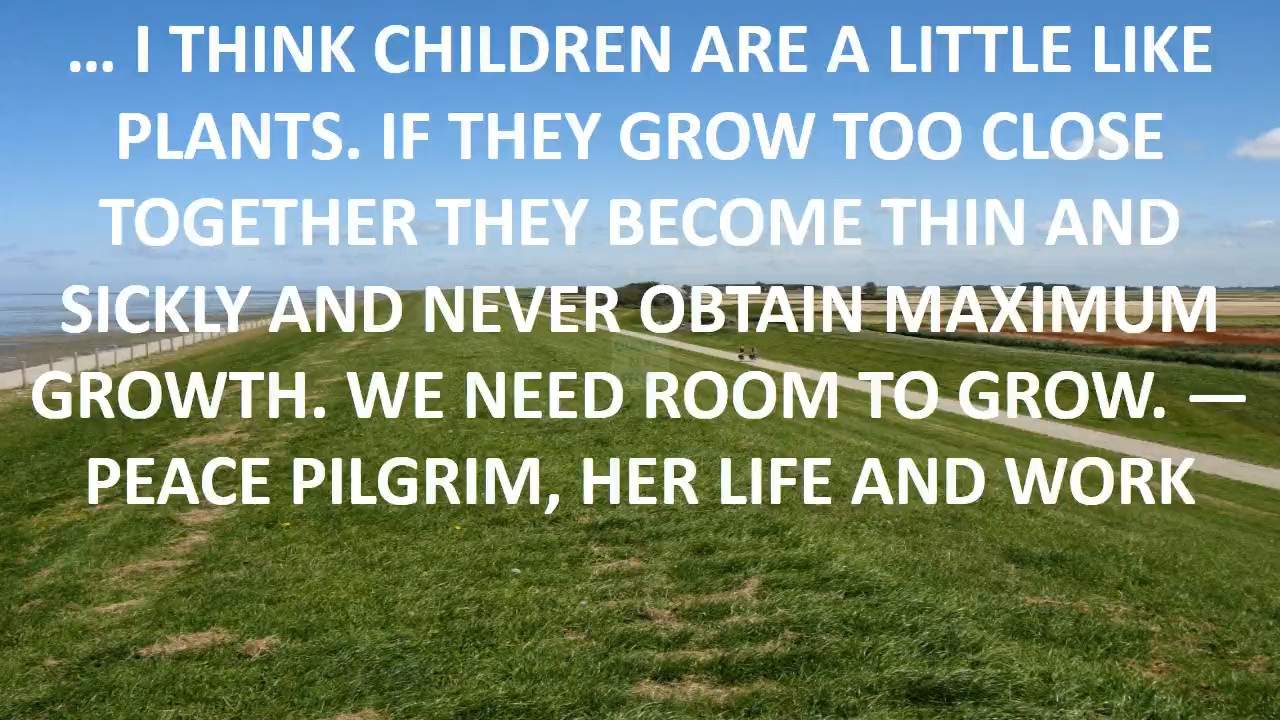 … I THINK CHILDREN ARE A LITTLE LIKE
PLANTS. IF THEY GROW TOO CLOSE
TOGETHER THEY BECOME THIN AND
SICKLY AND NEVER OBTAIN MAXIMUM
GROWTH. WE NEED ROOM TO GROW. —
PEACE PILGRIM, HER LIFE AND WORK